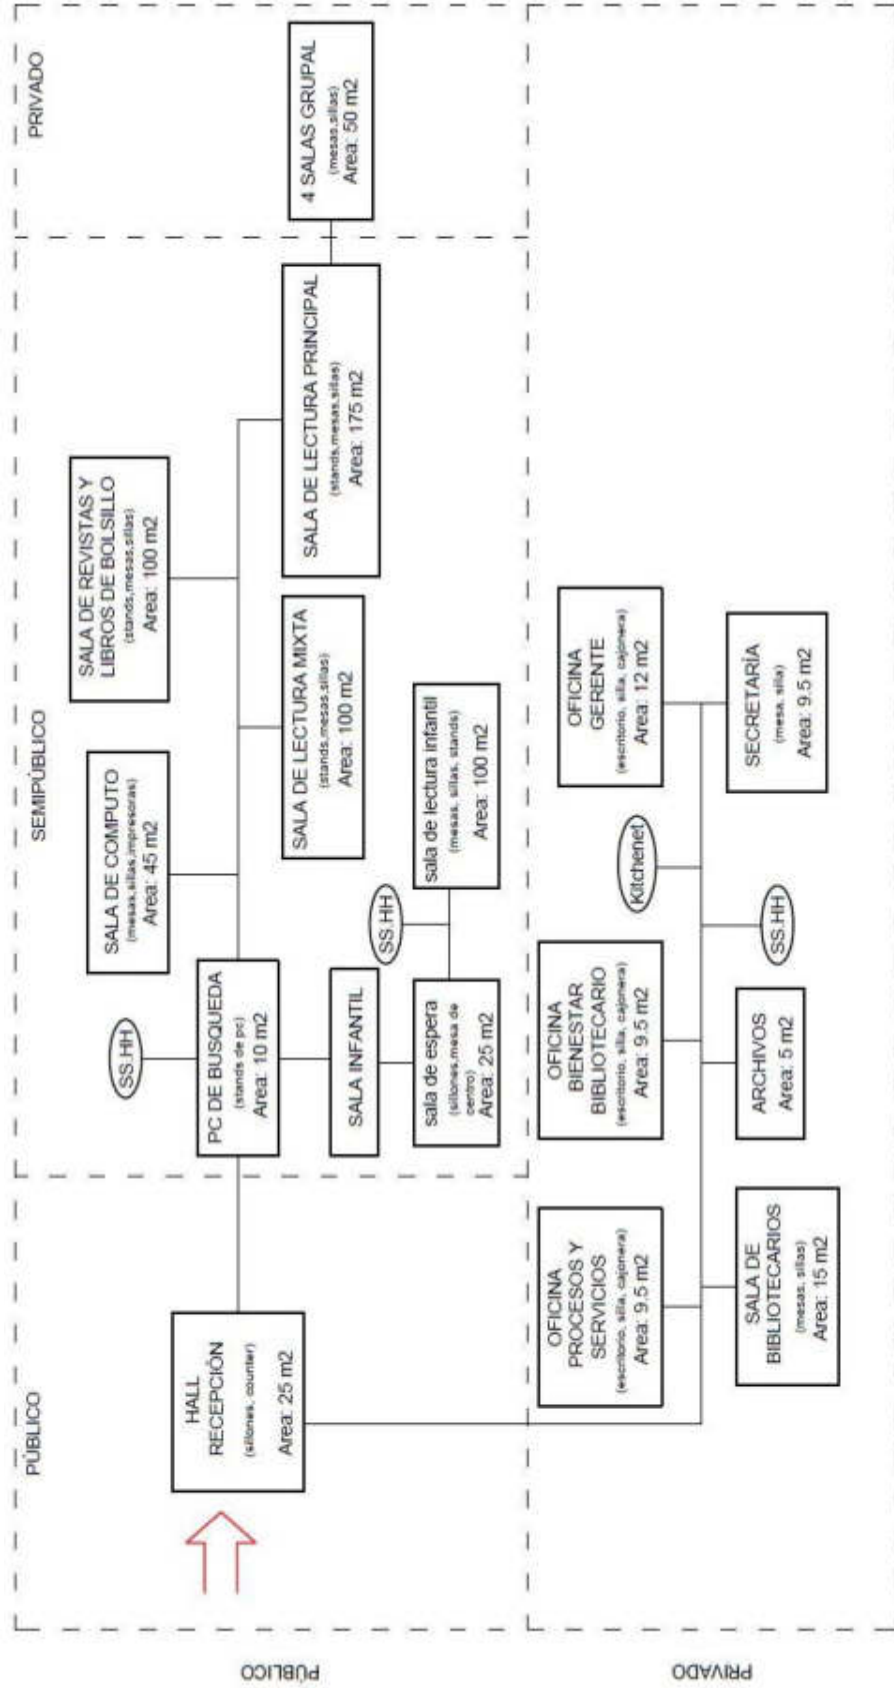 PÚBLICO
SEMIPÚBLICO
PRIVADO
PÚBLICO
PRIVADO
HALL
RECEPCIÓN
(sillones, counter)
Area: 25 m2
SS.HH
PC DE BUSQUEDA
(stands de pc)
Area: 10 m2
SALA DE COMPUTO
(mesas,sillas,impresoras)
Area: 45 m2
SALA DE REVISTAS Y
LIBROS DE BOLSILLO
(stands,mesas,sillas)
Area: 100 m2
SALA DE LECTURA MIXTA
(stands,mesas,sillas)
Area: 100 m2
SALA DE LECTURA PRINCIPAL
(stands,mesas,sillas)
Area: 175 m2
4 SALAS GRUPAL
(mesas,sillas)
Area: 50 m2
SALA INFANTIL
sala de espera
(sillones,mesa de
centro)
Area: 25 m2
SS.HH
sala de lectura infantil
(mesas, sillas, stands)
Area: 100 m2
OFICINA
PROCESOS Y
SERVICIOS
(escritorio, silla, cajonera)
Area: 9.5 m2
OFICINA
BIENESTAR
BIBLIOTECARIO
(escritorio, silla, cajonera)
Area: 9.5 m2
Kitchenet
OFICINA
GERENTE
(escritorio, silla, cajonera)
Area: 12 m2
SALA DE
BIBLIOTECARIOS
(mesas, sillas)
Area: 15 m2
ARCHIVOS
Area: 5 m2
SS.HH
SECRETARÍA
(mesa, silla)
Area: 9.5 m2